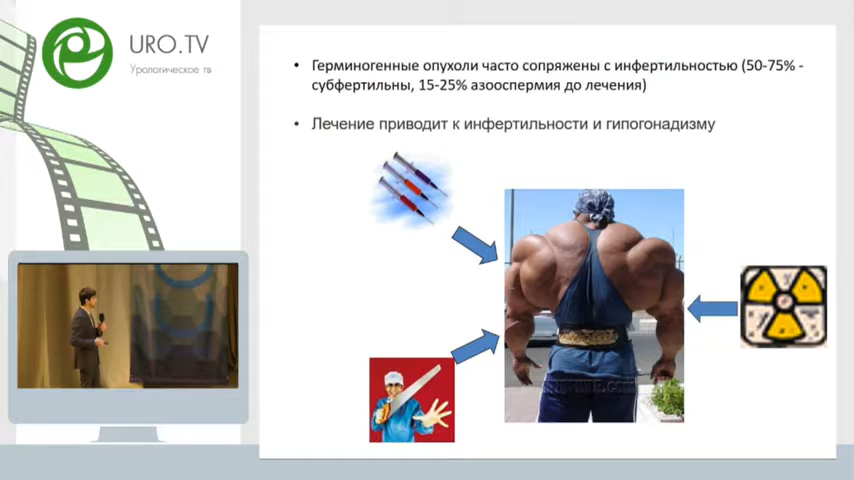 URO.TV
Урологическое тв
• Герминогенные опухоли часто сопряжены с инфертильностью (50-75% -
субфертильны, 15-25% азооспермия до лечения)
• Лечение приводит к инфертильности и гипогонадизму